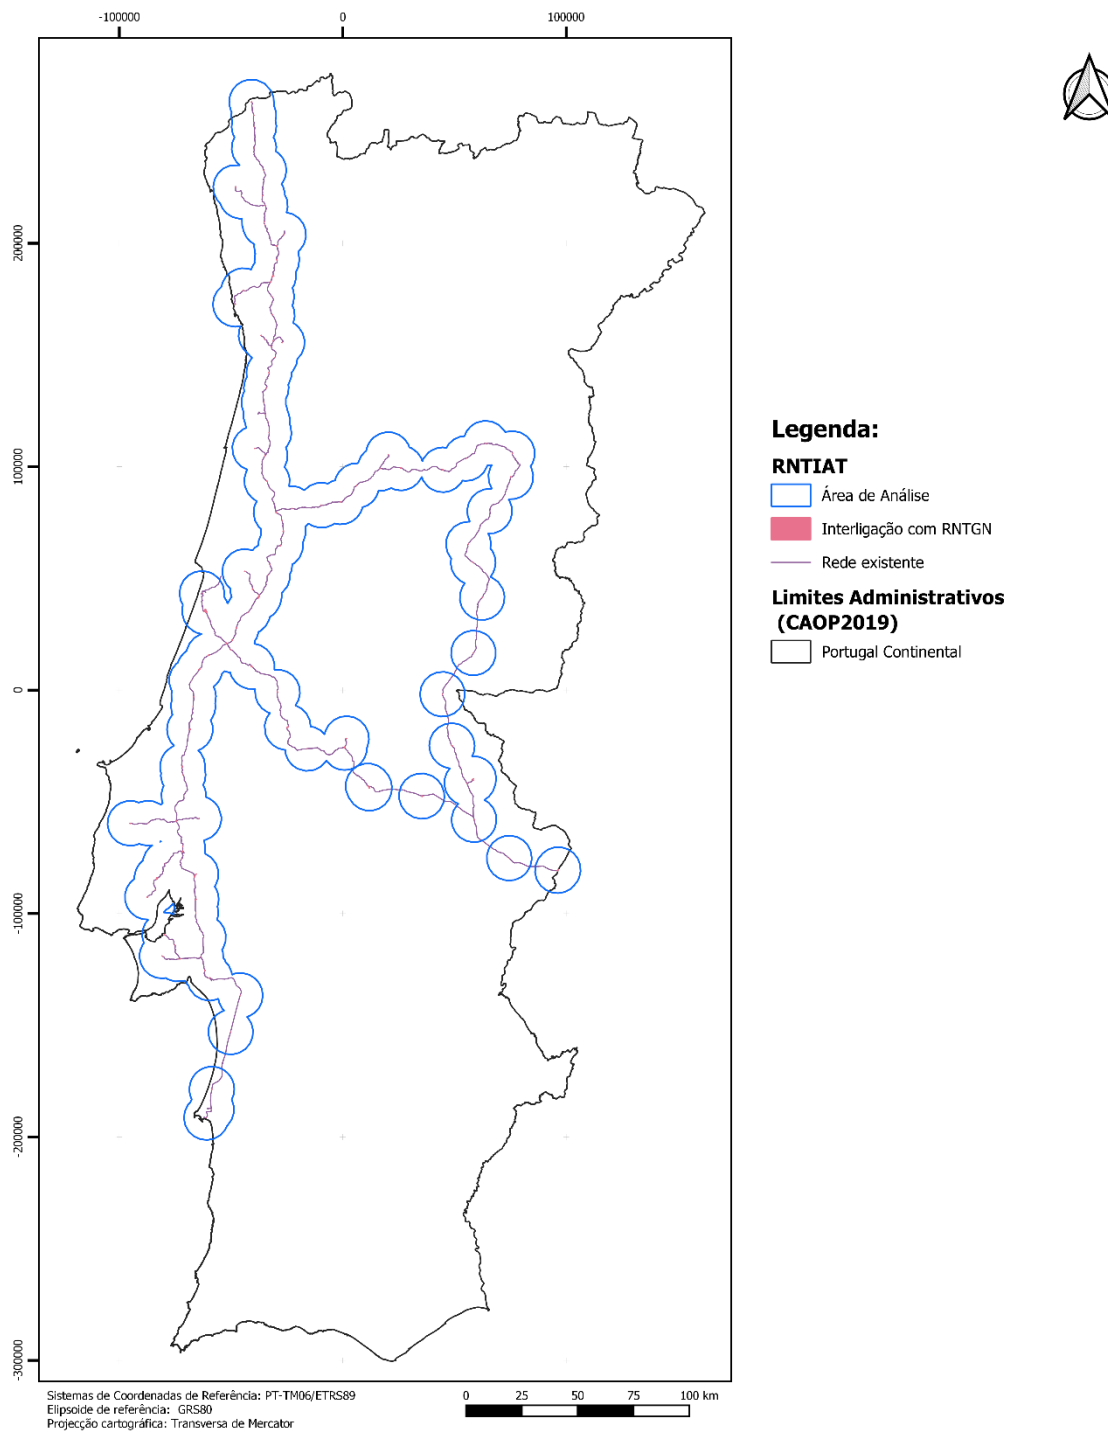 -100000
0
100000
200000
100000
0
-100000
-200000
-300000
Legenda:
RNTIAT
Área de Análise
Interligação com RNTGN
Rede existente
Limites Administrativos
(CAOP2019)
Portugal Continental
Sistemas de Coordenadas de Referência: PT-TM06/ETRS89
Elipsoide de referência: GRS80
Projecção cartográfica: Transversa de Mercator
0 25 50 75 100 km